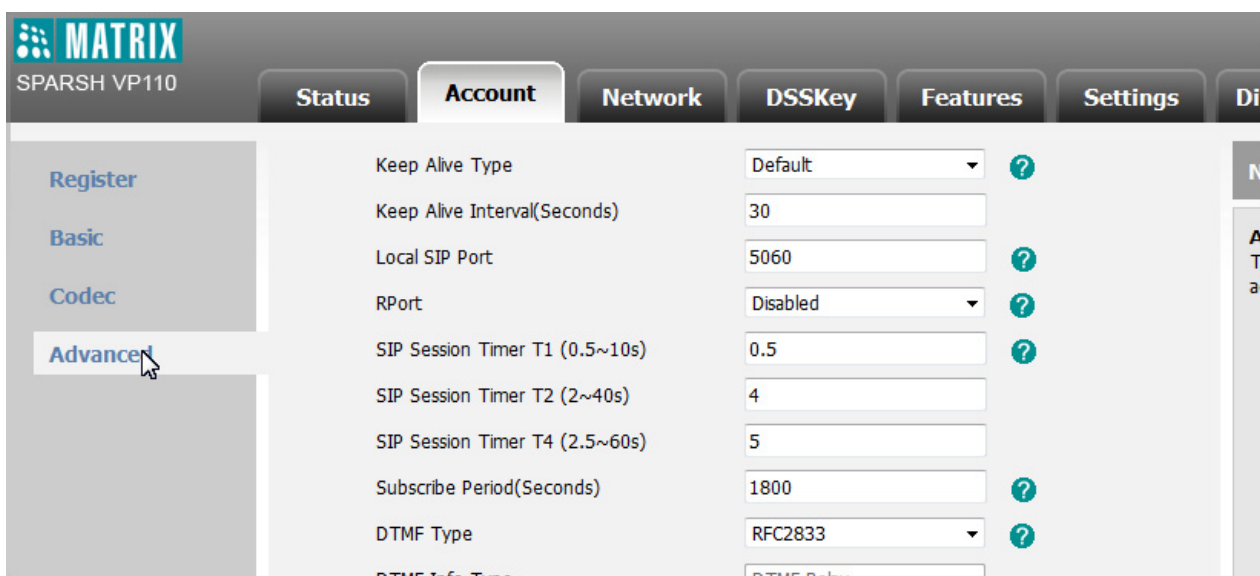 MATRIX
SPARSH VP110
Status Account Network DSSKey Features Settings
Register
Basic
Codec
Advanced
Keep Alive Type Default
Keep Alive Interval(Seconds) 30
Local SIP Port 5060
RPort Disabled
SIP Session Timer T1 (0.5~10s) 0.5
SIP Session Timer T2 (2~40s) 4
SIP Session Timer T4 (2.5~60s) 5
Subscribe Period(Seconds) 1800
DTMF Type RFC2833